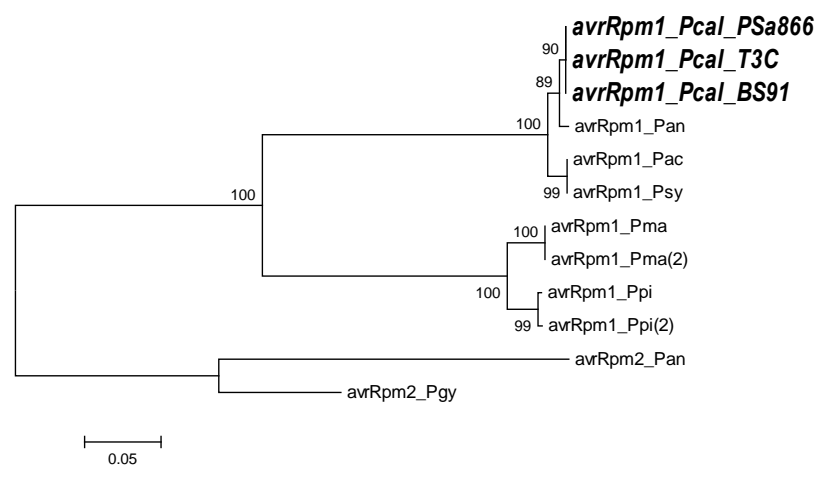 avrRpm1_Pcal_PSa866
90
avrRpm1_Pcal_T3C
89
avrRpm1_Pcal_BS91
100
avrRpm1_Pan
avrRpm1_Pac
99
avrRpm1_Psy
100
avrRpm1_Pma
100
avrRpm1_Pma(2)
100
avrRpm1_Ppi
99
avrRpm1_Ppi(2)
avrRpm2_Pan
avrRpm2_Pgy
0.05